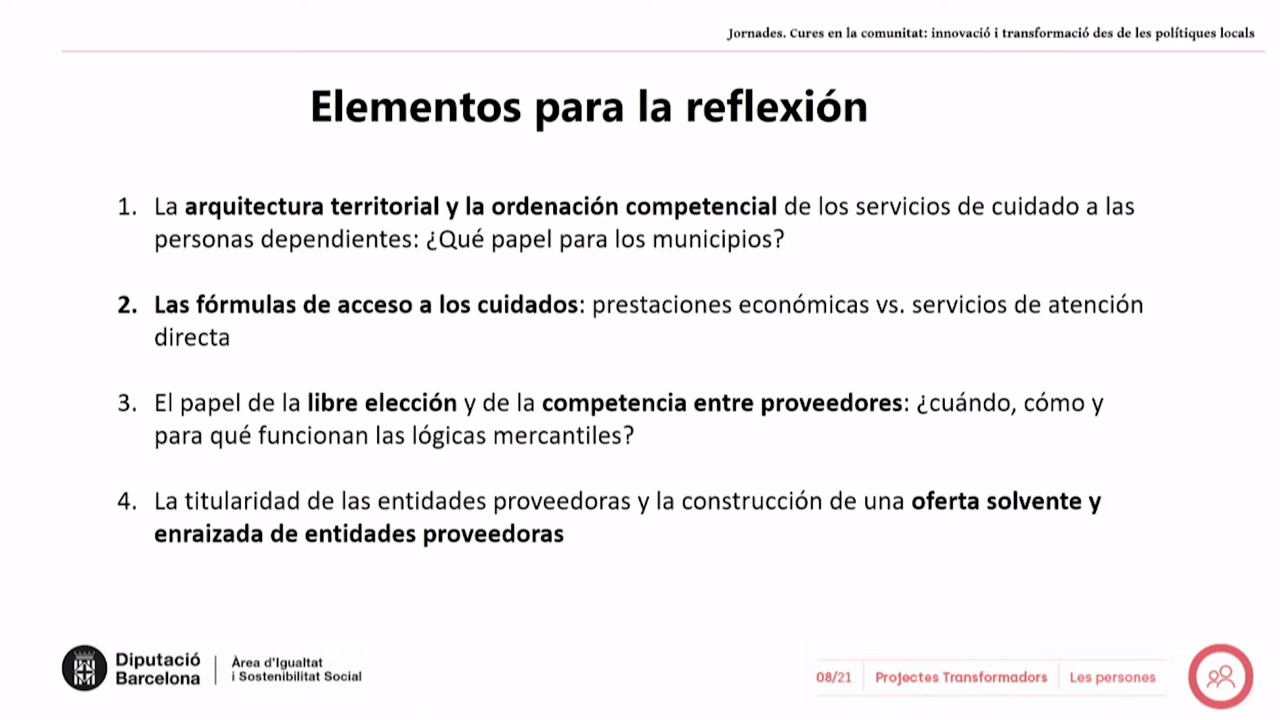 Jornades. Cures en la comunitat: innovació i transformació des de les polítiques locals
Elementos para la reflexión
1. La arquitectura territorial y la ordenación competencial de los servicios de cuidado a las
personas dependientes: ¿Qué papel para los municipios?
2. Las fórmulas de acceso a los cuidados: prestaciones económicas vs. servicios de atención
directa
3. El papel de la libre elección y de la competencia entre proveedores: ¿cuándo, cómo y
para qué funcionan las lógicas mercantiles?
4. La titularidad de las entidades proveedoras y la construcción de una oferta solvente y
enraizada de entidades proveedoras
Diputació
Barcelona
Àrea d'Igualtat
i Sostenibilitat Social
08/21
Projectes Transformadors
Les persones